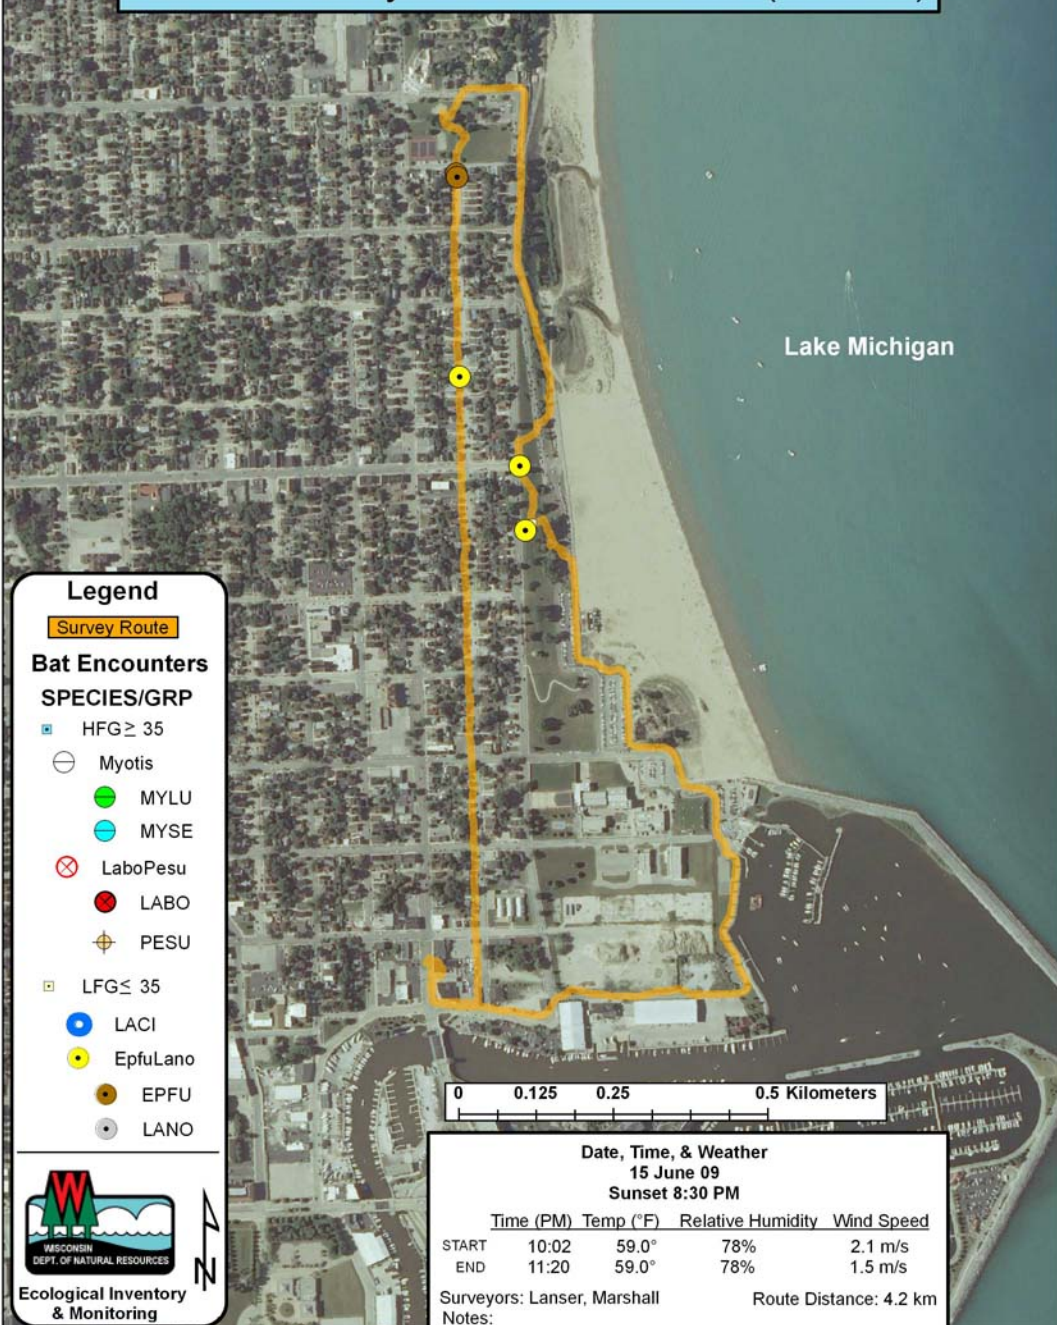 Lake Michigan
Legend
Survey Route
Bat Encounters
SPECIES/GRP
HFG ≥ 35
Myotis
MYLU
MYSE
LaboPesu
LABO
PESU
LFG ≤ 35
LACI
EpfuLano
EPFU
LANO
W
WISCONSIN
DEPT. OF NATURAL RESOURCES
Ecological Inventory
& Monitoring
N
0 0.125 0.25 0.5 Kilometers
Date, Time, & Weather
15 June 09
Sunset 8:30 PM
Time (PM) Temp (°F) Relative Humidity Wind Speed
START 10:02 59.0° 78% 2.1 m/s
END 11:20 59.0° 78% 1.5 m/s
Surveyors: Lanser, Marshall Route Distance: 4.2 km
Notes: